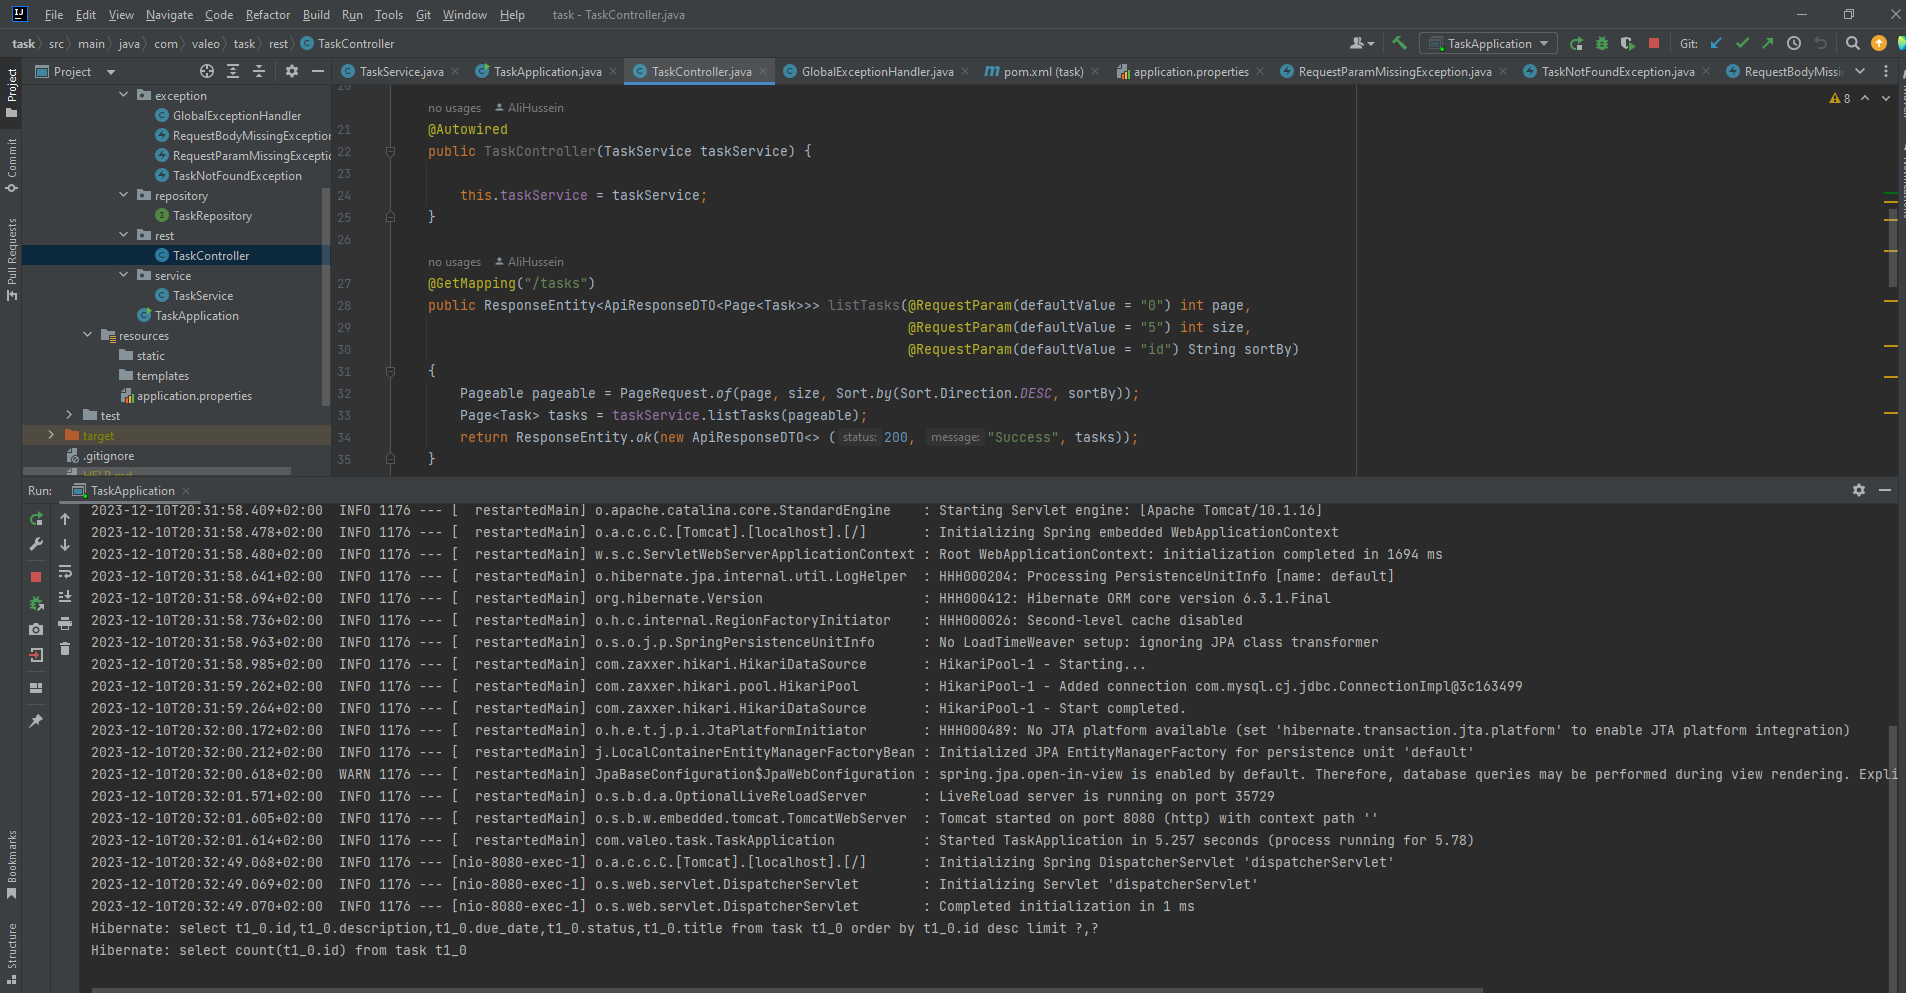 File Edit View Navigate Code Refactor Build Run Tools Git Window Help task - TaskController.java
task src main java com valeo task rest TaskController TaskApplication Git:
Project TaskService.java TaskApplication.java TaskController.java GlobalExceptionHandler.java pom.xml (task) application.properties RequestParamMissingException.java TaskNotFoundException.java RequestBodyMissi
Project
Commit
Pull Requests
Bookmarks
Structure
exception
GlobalExceptionHandler
RequestBodyMissingException
RequestParamMissingExceptic
TaskNotFoundException
repository
TaskRepository
rest
TaskController
service
TaskService
TaskApplication
resources
static
templates
application.properties
test
target
.gitignore
HELP.md
8
20
no usages AliHussein
21 @Autowired
22 public TaskController(TaskService taskService) {
23
24 this.taskService = taskService;
25 }
26
no usages AliHussein
27 @GetMapping("/tasks")
28 public ResponseEntity<ApiResponseDTO<Page<Task>>> listTasks(@RequestParam(defaultValue = "0") int page,
29 @RequestParam(defaultValue = "5") int size,
30 @RequestParam(defaultValue = "id") String sortBy)
31 {
32 Pageable pageable = PageRequest.of(page, size, Sort.by(Sort.Direction.DESC, sortBy));
33 Page<Task> tasks = taskService.listTasks(pageable);
34 return ResponseEntity.ok(new ApiResponseDTO<> ( status: 200, message: "Success", tasks));
35 }
Run: TaskApplication
2023-12-10T20:31:58.409+02:00 INFO 1176 --- [ restartedMain] o.apache.catalina.core.StandardEngine : Starting Servlet engine: [Apache Tomcat/10.1.16]
2023-12-10T20:31:58.478+02:00 INFO 1176 --- [ restartedMain] o.a.c.c.C.[Tomcat].[localhost].[/] : Initializing Spring embedded WebApplicationContext
2023-12-10T20:31:58.480+02:00 INFO 1176 --- [ restartedMain] w.s.c.ServletWebServerApplicationContext : Root WebApplicationContext: initialization completed in 1694 ms
2023-12-10T20:31:58.641+02:00 INFO 1176 --- [ restartedMain] o.hibernate.jpa.internal.util.LogHelper : HHH000204: Processing PersistenceUnitInfo [name: default]
2023-12-10T20:31:58.694+02:00 INFO 1176 --- [ restartedMain] org.hibernate.Version : HHH000412: Hibernate ORM core version 6.3.1.Final
2023-12-10T20:31:58.736+02:00 INFO 1176 --- [ restartedMain] o.h.c.internal.RegionFactoryInitiator : HHH000026: Second-level cache disabled
2023-12-10T20:31:58.963+02:00 INFO 1176 --- [ restartedMain] o.s.o.j.p.SpringPersistenceUnitInfo : No LoadTimeWeaver setup: ignoring JPA class transformer
2023-12-10T20:31:58.985+02:00 INFO 1176 --- [ restartedMain] com.zaxxer.hikari.HikariDataSource : HikariPool-1 - Starting...
2023-12-10T20:31:59.262+02:00 INFO 1176 --- [ restartedMain] com.zaxxer.hikari.pool.HikariPool : HikariPool-1 - Added connection com.mysql.cj.jdbc.ConnectionImpl@3c163499
2023-12-10T20:31:59.264+02:00 INFO 1176 --- [ restartedMain] com.zaxxer.hikari.HikariDataSource : HikariPool-1 - Start completed.
2023-12-10T20:32:00.172+02:00 INFO 1176 --- [ restartedMain] o.h.e.t.j.p.i.JtaPlatformInitiator : HHH000489: No JTA platform available (set 'hibernate.transaction.jta.platform' to enable JTA platform integration)
2023-12-10T20:32:00.212+02:00 INFO 1176 --- [ restartedMain] j.LocalContainerEntityManagerFactoryBean : Initialized JPA EntityManagerFactory for persistence unit 'default'
2023-12-10T20:32:00.618+02:00 WARN 1176 --- [ restartedMain] JpaBaseConfiguration$JpaWebConfiguration : spring.jpa.open-in-view is enabled by default. Therefore, database queries may be performed during view rendering. Expli
2023-12-10T20:32:01.571+02:00 INFO 1176 --- [ restartedMain] o.s.b.d.a.OptionalLiveReloadServer : LiveReload server is running on port 35729
2023-12-10T20:32:01.605+02:00 INFO 1176 --- [ restartedMain] o.s.b.w.embedded.tomcat.TomcatWebServer : Tomcat started on port 8080 (http) with context path ''
2023-12-10T20:32:01.614+02:00 INFO 1176 --- [ restartedMain] com.valeo.task.TaskApplication : Started TaskApplication in 5.257 seconds (process running for 5.78)
2023-12-10T20:32:49.068+02:00 INFO 1176 --- [nio-8080-exec-1] o.a.c.c.C.[Tomcat].[localhost].[/] : Initializing Spring DispatcherServlet 'dispatcherServlet'
2023-12-10T20:32:49.069+02:00 INFO 1176 --- [nio-8080-exec-1] o.s.web.servlet.DispatcherServlet : Initializing Servlet 'dispatcherServlet'
2023-12-10T20:32:49.070+02:00 INFO 1176 --- [nio-8080-exec-1] o.s.web.servlet.DispatcherServlet : Completed initialization in 1 ms
Hibernate: select t1_0.id,t1_0.description,t1_0.due_date,t1_0.status,t1_0.title from task t1_0 order by t1_0.id desc limit ?,?
Hibernate: select count(t1_0.id) from task t1_0